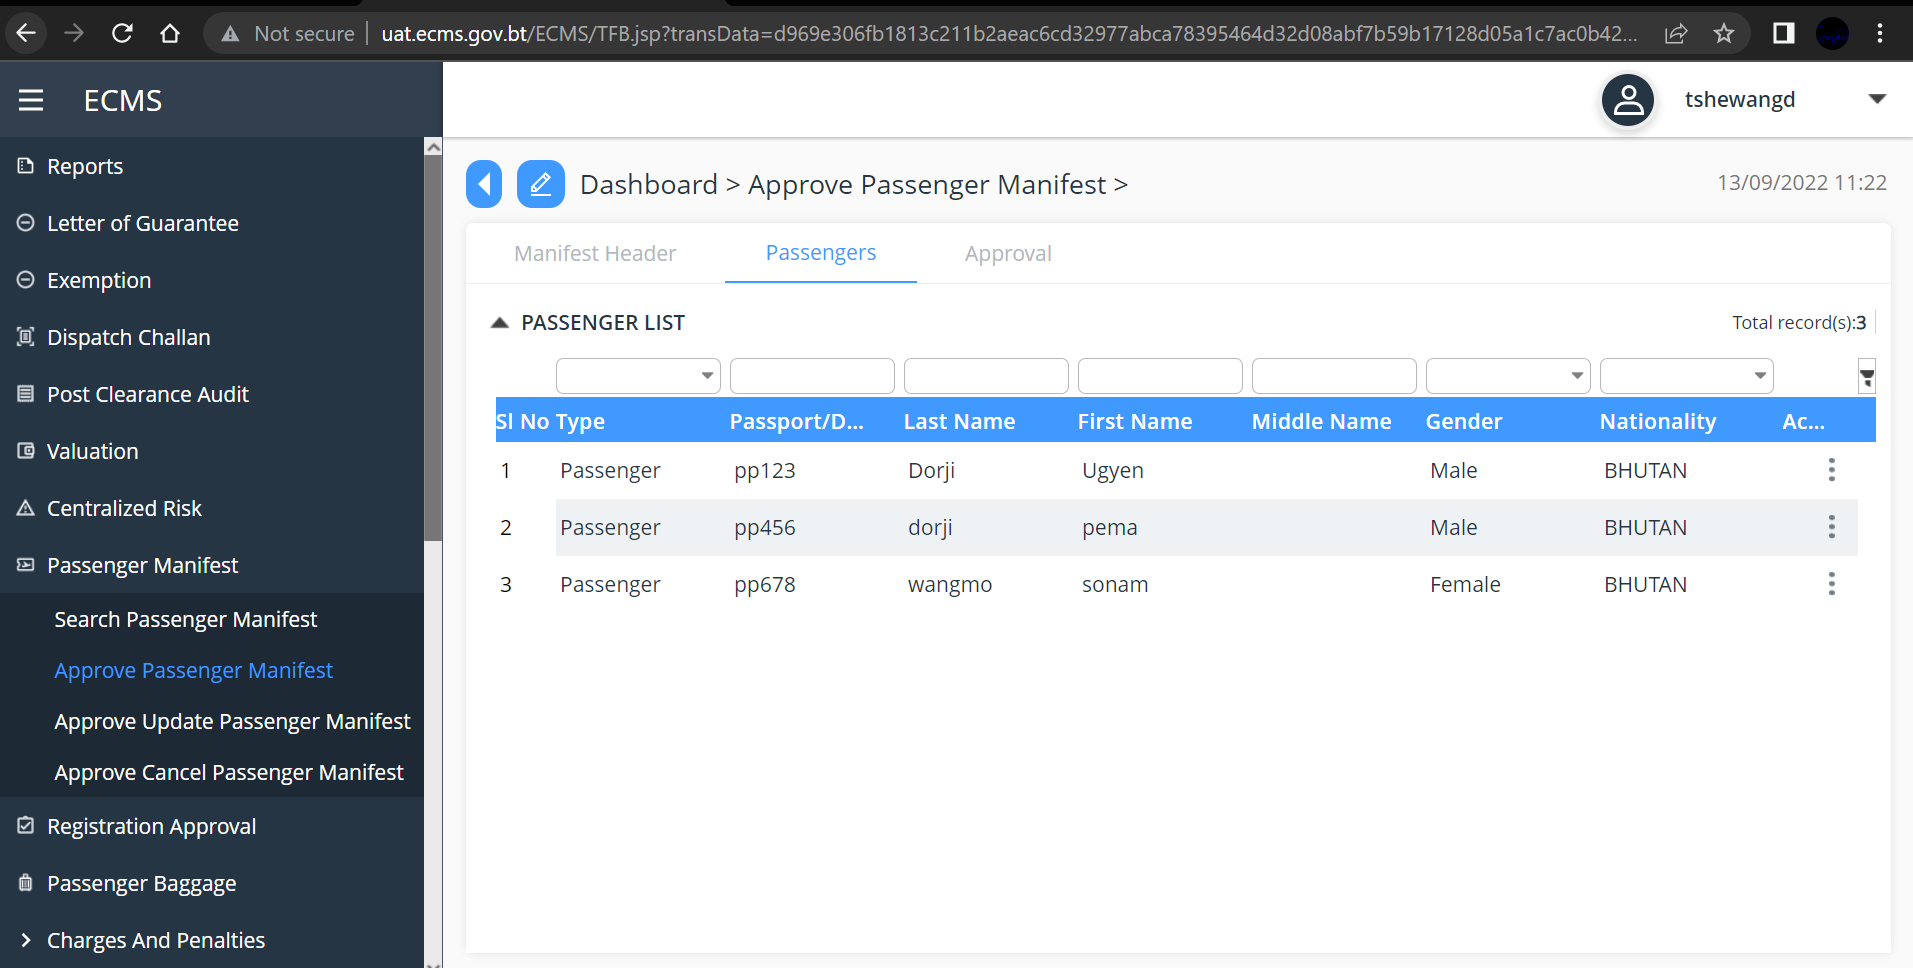 Not secure | uat.ecms.gov.bt/ECMS/TFB.jsp?transData=d969e306fb1813c211b2aeac6cd32977abca78395464d32d08abf7b59b17128d05a1c7ac0b42...
ECMS
tshewangd
Reports
Letter of Guarantee
Exemption
Dispatch Challan
Post Clearance Audit
Valuation
Centralized Risk
Passenger Manifest
Search Passenger Manifest
Approve Passenger Manifest
Approve Update Passenger Manifest
Approve Cancel Passenger Manifest
Registration Approval
Passenger Baggage
Charges And Penalties
Dashboard > Approve Passenger Manifest >
13/09/2022 11:22
Manifest Header Passengers Approval
PASSENGER LIST
Total record(s):3
Sl No Type Passport/D... Last Name First Name Middle Name Gender Nationality Ac...
1 Passenger pp123 Dorji Ugyen Male BHUTAN
2 Passenger pp456 dorji pema Male BHUTAN
3 Passenger pp678 wangmo sonam Female BHUTAN